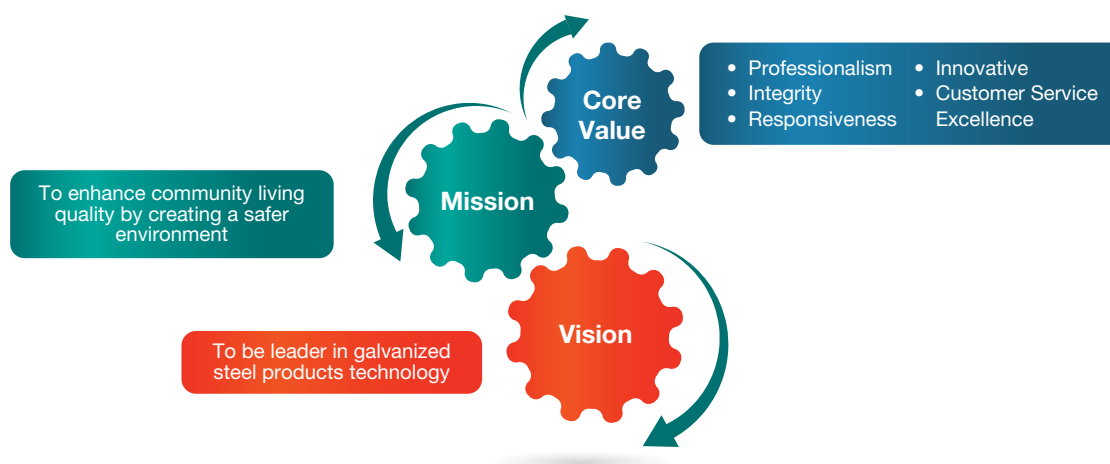 Core
Value
• Professionalism
• Integrity
• Responsiveness
• Innovative
• Customer Service
Excellence
Mission
To enhance community living
quality by creating a safer
environment
Vision
To be leader in galvanized
steel products technology